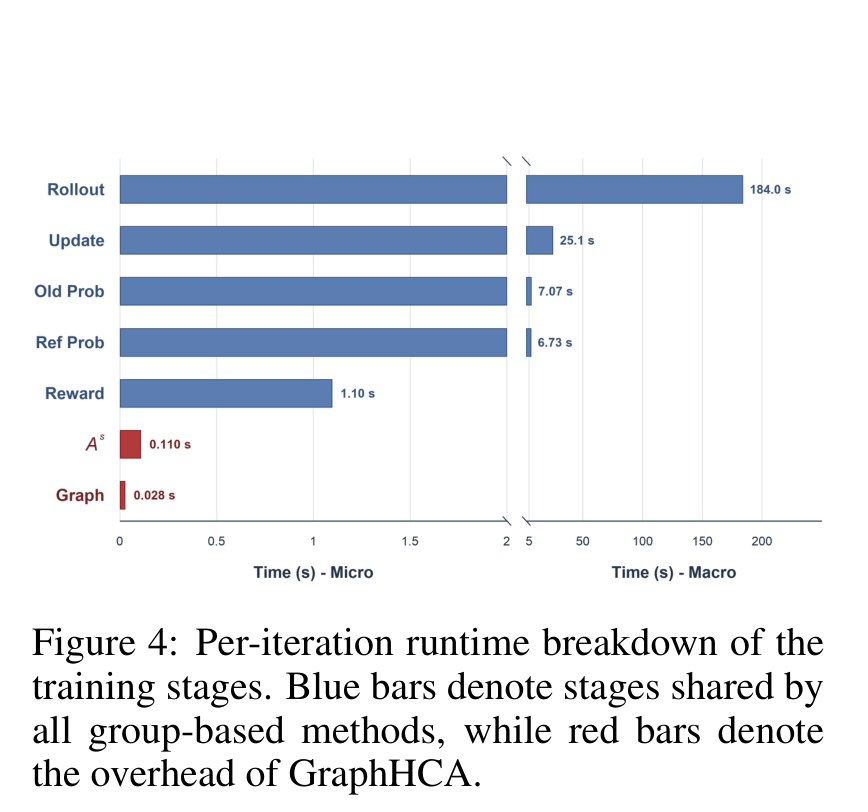 Rollout
184.0 s
Update
25.1 s
Old Prob
7.07 s
Ref Prob
6.73 s
Reward
1.10 s
A^s
0.110 s
Graph
0.028 s
0 0.5 1 1.5 2 5 50 100 150 200
Time (s) - Micro Time (s) - Macro
Figure 4: Per-iteration runtime breakdown of the
training stages. Blue bars denote stages shared by
all group-based methods, while red bars denote
the overhead of GraphHCA.